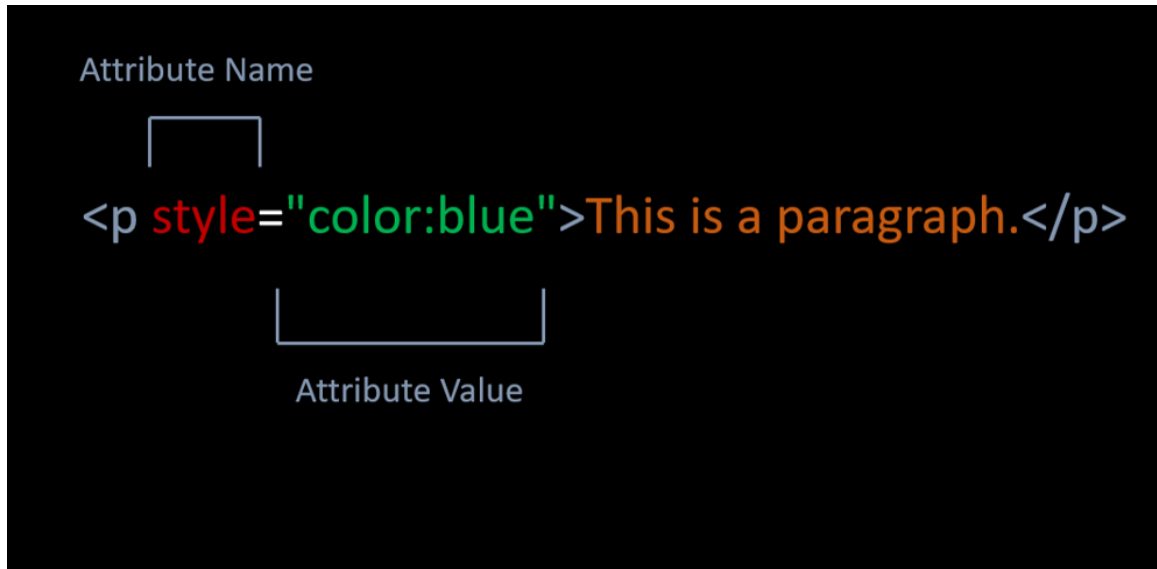 Attribute Name
<p style="color:blue">This is a paragraph.</p>
Attribute Value